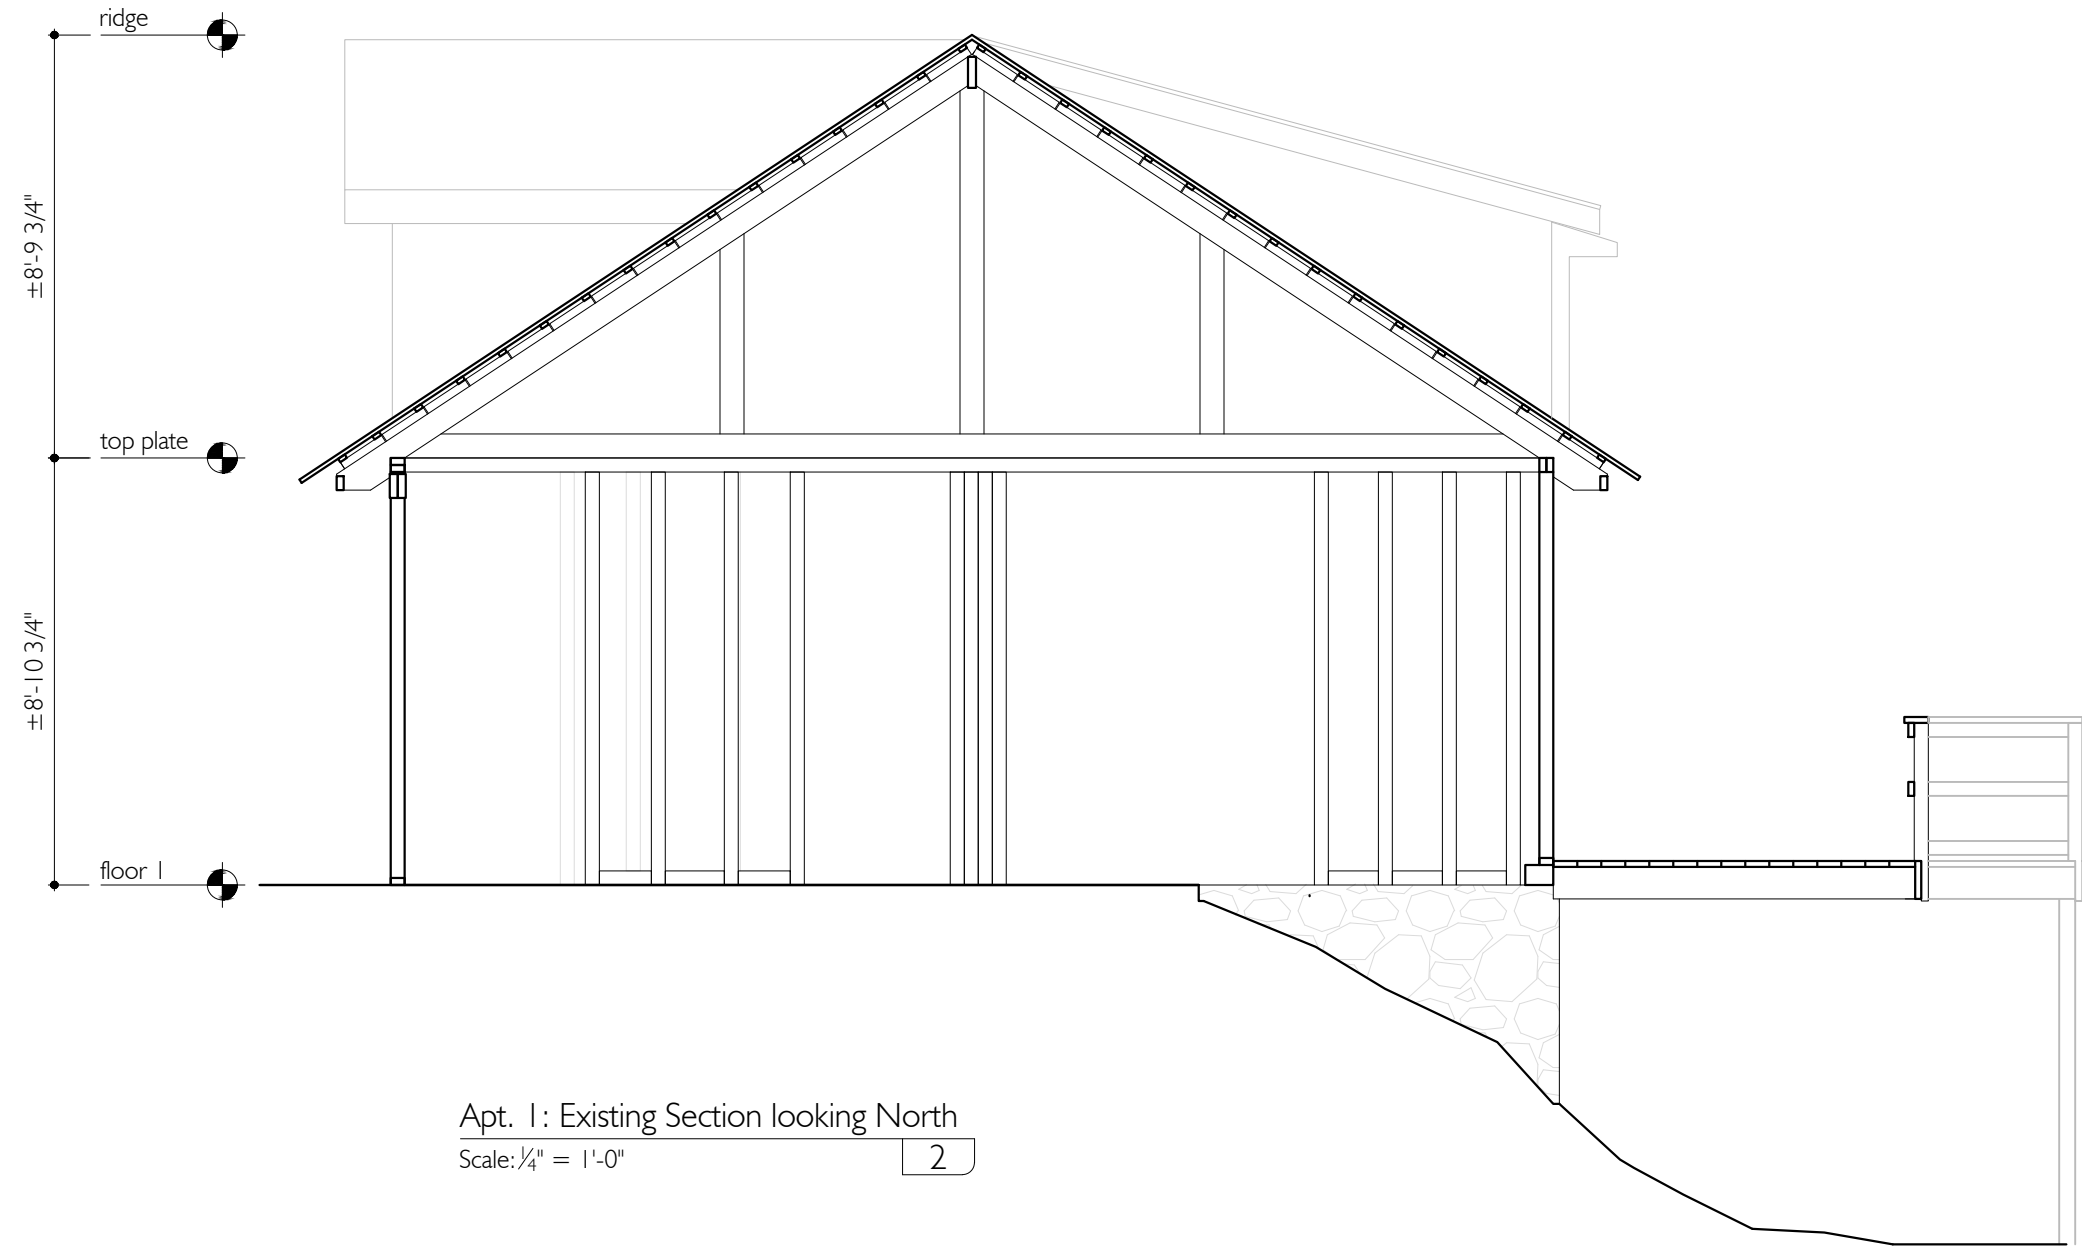 ridge
±8'-9 3/4"
top plate
±8'-10 3/4"
floor 1
Apt. 1: Existing Section looking North
Scale: 1/4" = 1'-0"
2